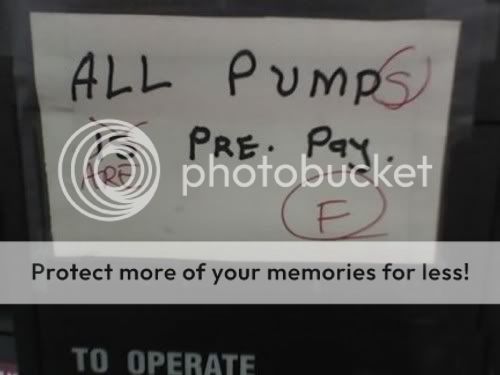 ALL PUMPS
IS PRE. Pay.
ARE
photobucket
F
Protect more of your memories for less!
TO OPERATE